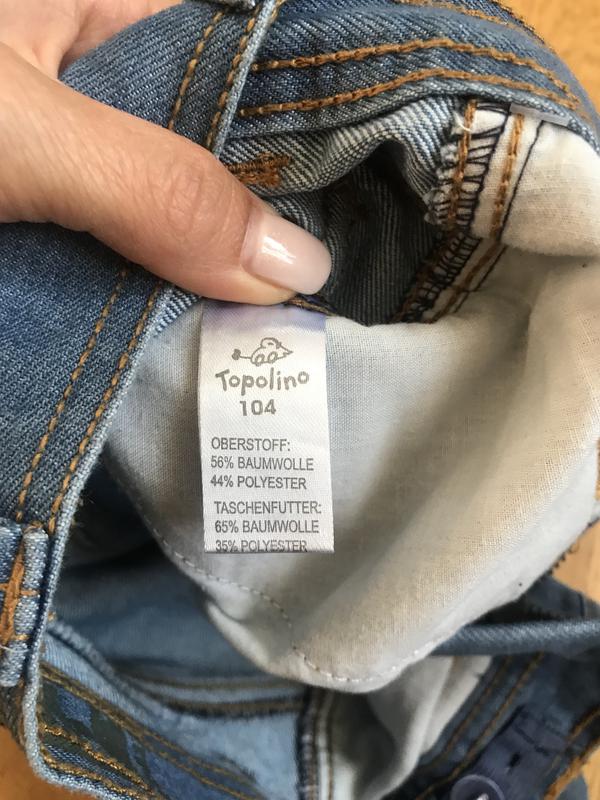 Topolino
104
OBERSTOFF:
56% BAUMWOLLE
44% POLYESTER
TASCHENFUTTER:
65% BAUMWOLLE
35% POLYESTER